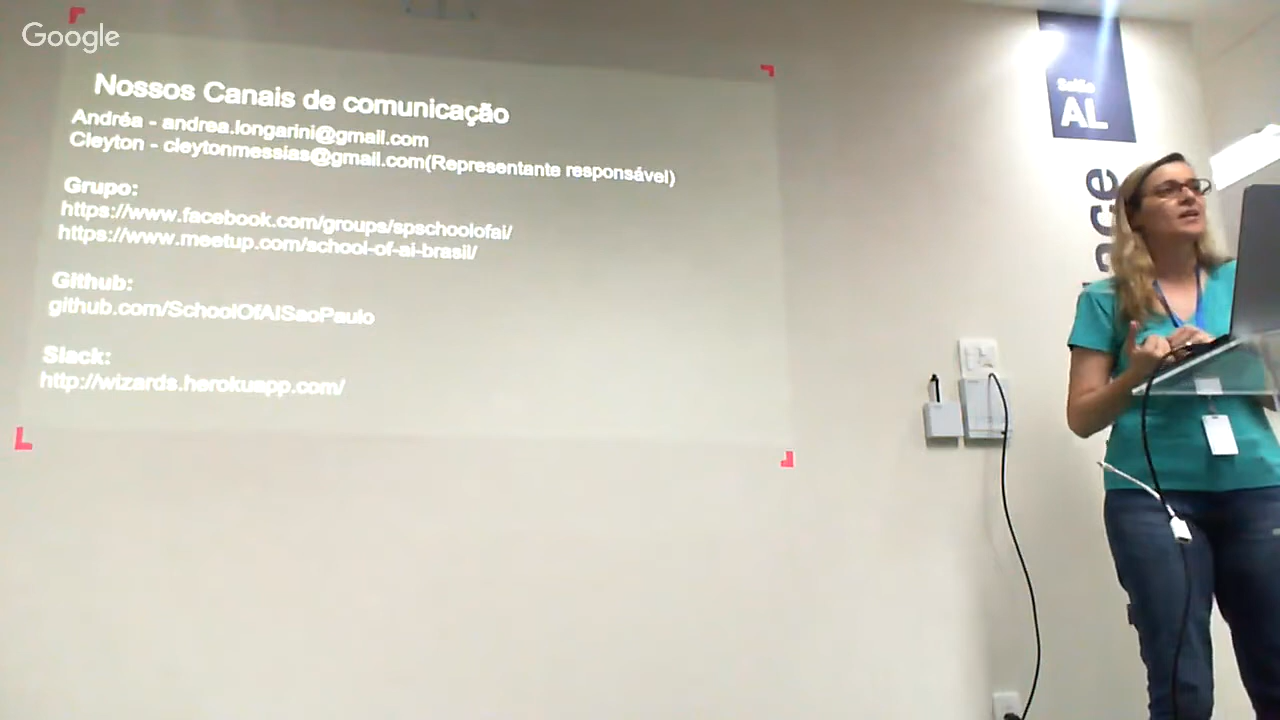 Google
Nossos Canais de comunicação
Andréa - andrea.longarini@gmail.com
Cleyton - cleytonmessias@gmail.com(Representante responsável)
Grupo:
https://www.facebook.com/groups/spschoolofai/
https://www.meetup.com/school-of-ai-brasil/
Github:
github.com/SchoolOfAISaoPaulo
Slack:
http://wizards.herokuapp.com/
AL